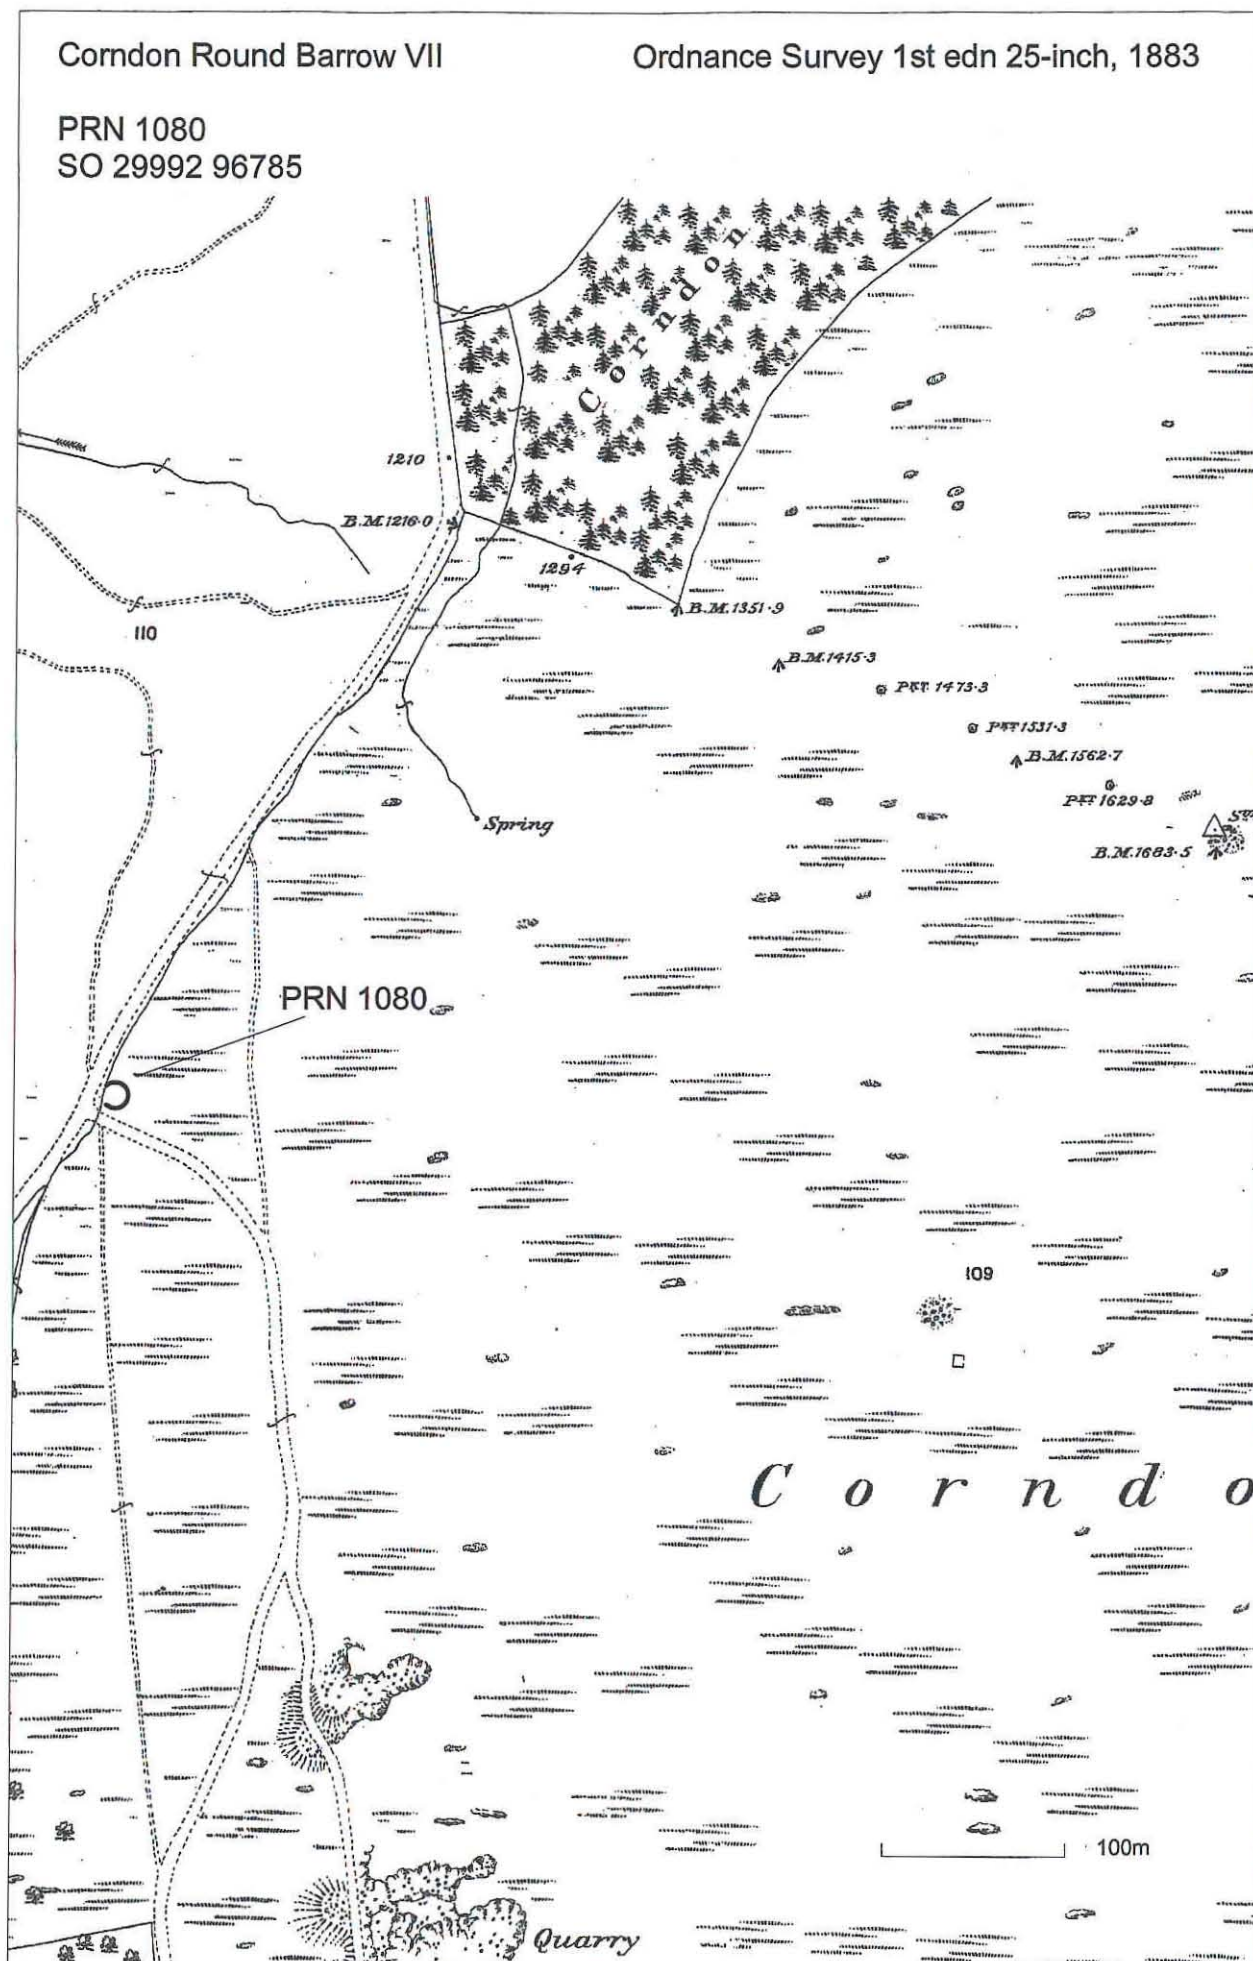 Corndon Round Barrow VII
Ordnance Survey 1st edn 25-inch, 1883
PRN 1080
SO 29992 96785
Corndon
1210
B.M.1216·0
1294
B.M.1351·9
110
B.M.1415·3
1473·3
1531·3
B.M.1562·7
1629·8
B.M.1683·5
Spring
PRN 1080
109
Corndo
100m
Quarry